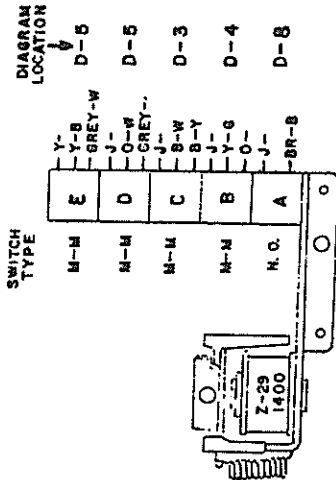 SWITCH
TYPE
DIAGRAM
LOCATION
M-M
E
Y-
Y-B
GREY-W
D-5
M-M
D
J-
O-W
GREY-
D-5
M-M
C
J-
B-W
B-Y
D-3
M-M
B
J-
Y-G
O-
D-4
N.O.
A
J-
BR-B
D-8
Z-29
1400